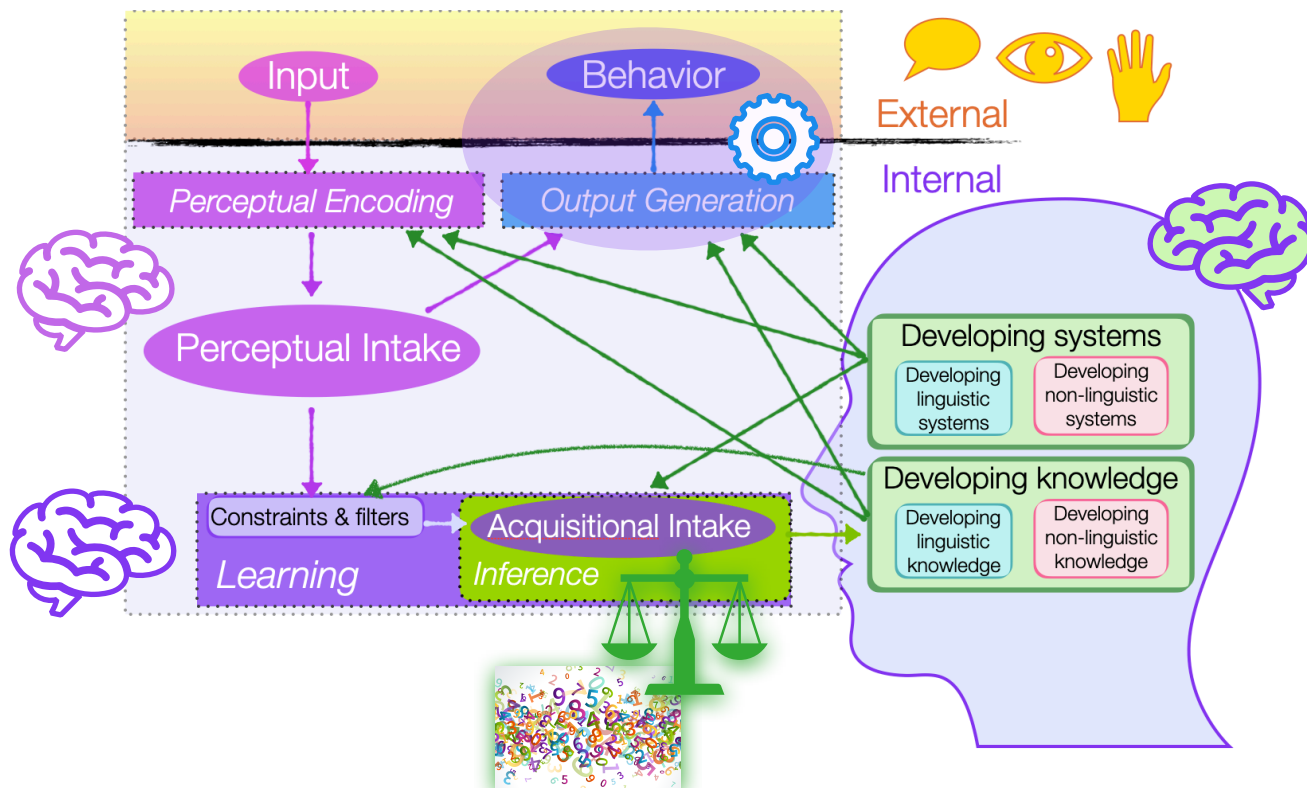 Input
Behavior
External
Internal
Perceptual Encoding
Output Generation
Perceptual Intake
Developing systems
Developing
linguistic
systems
Developing
non-linguistic
systems
Developing knowledge
Developing
linguistic
knowledge
Developing
non-linguistic
knowledge
Constraints & filters
Acquisitional Intake
Learning
Inference